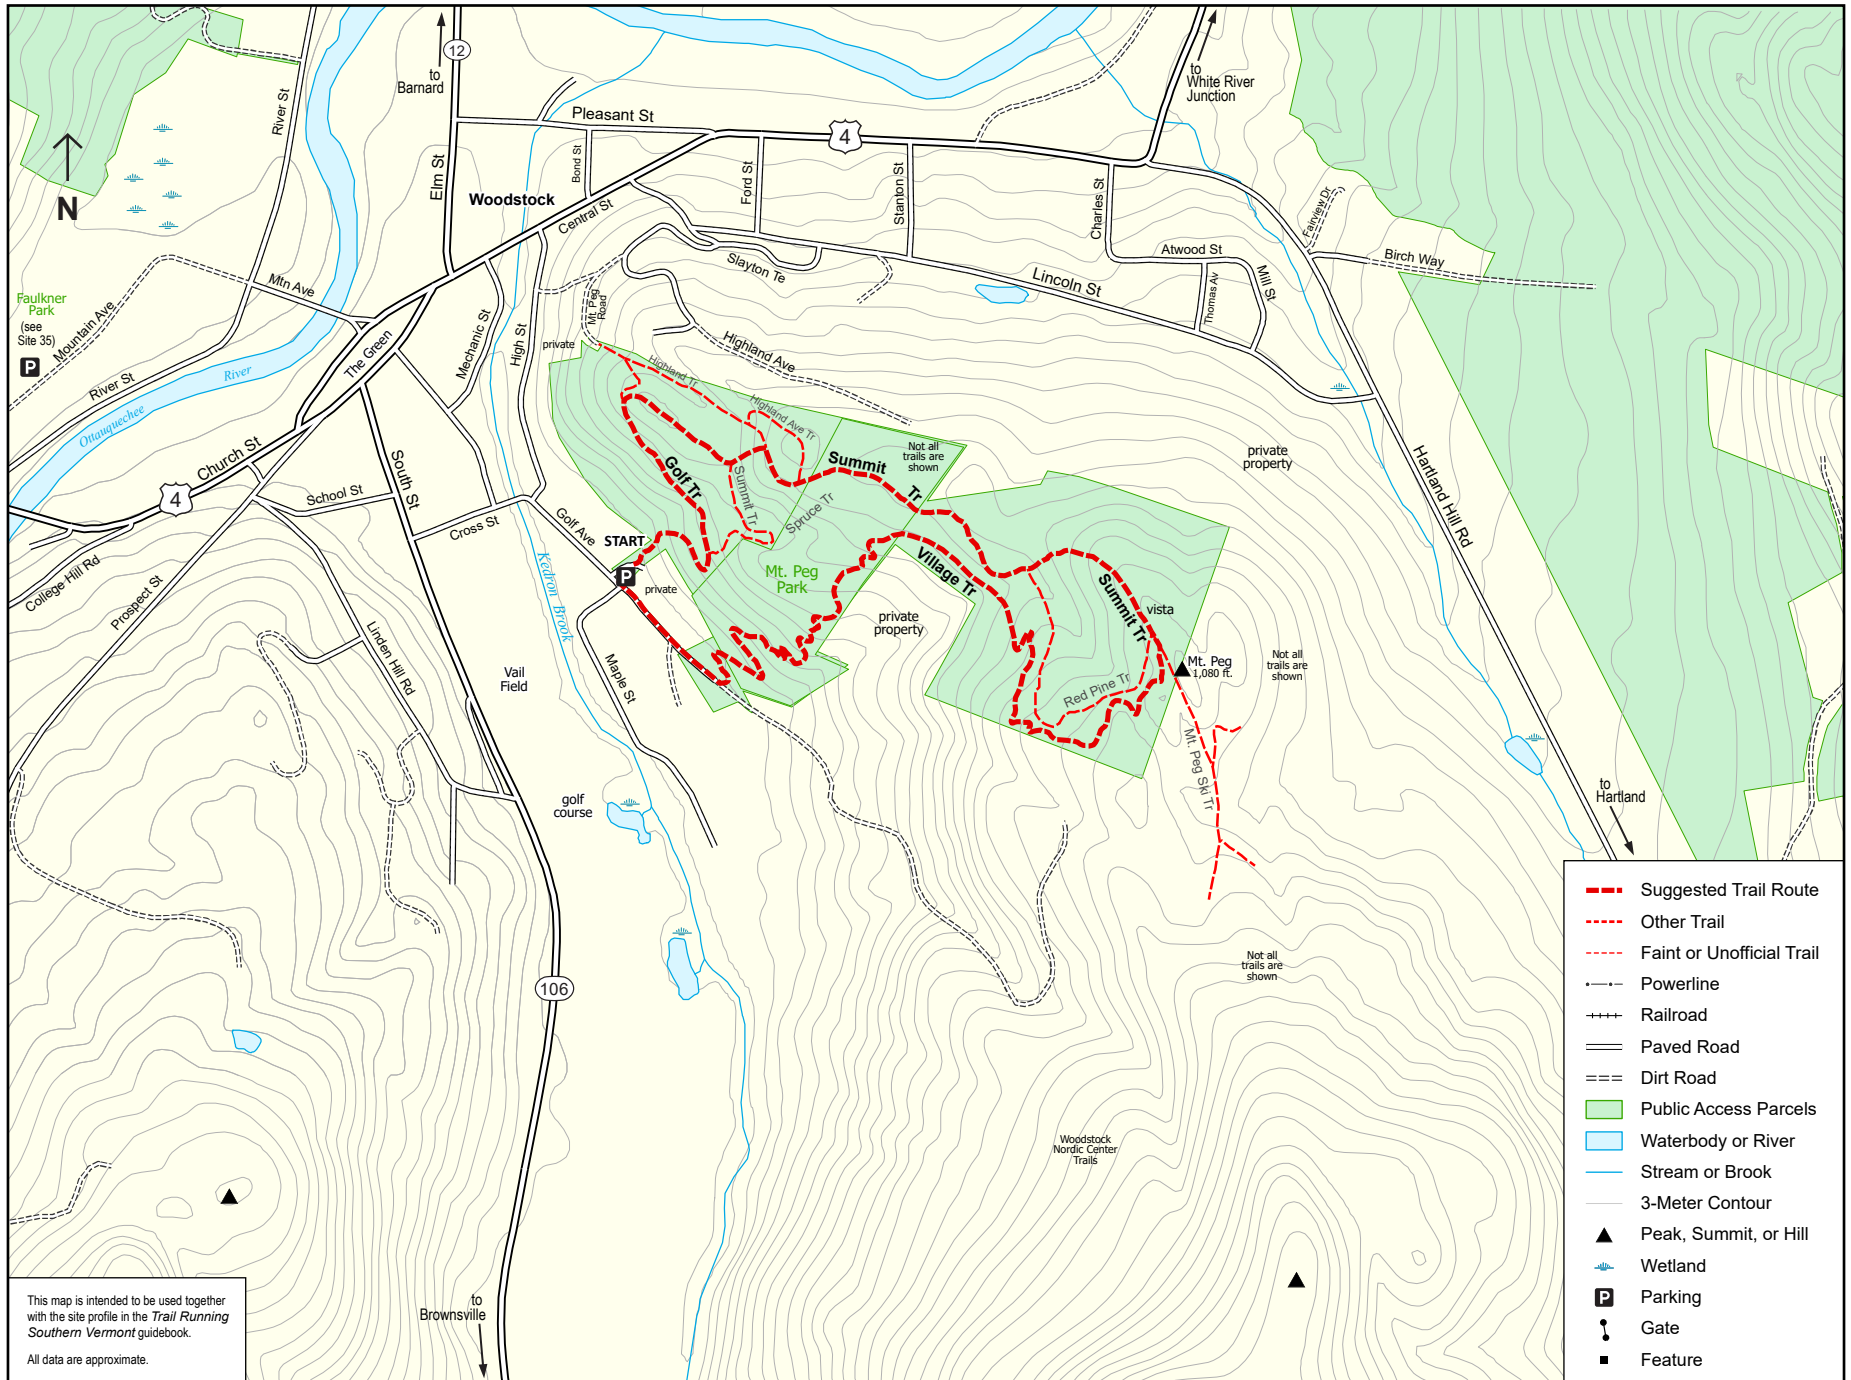 to
Barnard
12
to
White River
Junction
River St
Pleasant St
4
Elm St
Bond St
Woodstock
Central St
Ford St
Stanton St
Charles St
Fairview Dr
N
Atwood St
Birch Way
Mtn Ave
Slayton Te
Lincoln St
Mill St
Thomas Av
Faulkner
Park
(see
Site 35)
P
Mountain Ave
The Green
Mechanic St
High St
Mt. Peg
Road
private
Highland Ave
Highland Tr
River St
River
Ottauquechee
Highland Ave Tr
Church St
4
South St
School St
Golf Tr
Summit Tr
Summit
Tr
Not all
trails are
shown
Spruce Tr
private
property
Hartland Hill Rd
Cross St
Golf Ave
START
P
private
Kedron Brook
College Hill Rd
Prospect St
Linden Hill Rd
Mt. Peg
Park
Village Tr
private
property
Summit Tr
vista
Mt. Peg
1,080 ft.
Not all
trails are
shown
Red Pine Tr
Mt. Peg Ski Tr
Vail
Field
Maple St
golf
course
to
Hartland
106
Not all
trails are
shown
Woodstock
Nordic Center
Trails
to
Brownsville
This map is intended to be used together
with the site profile in the Trail Running
Southern Vermont guidebook.
All data are approximate.
Suggested Trail Route
Other Trail
Faint or Unofficial Trail
Powerline
Railroad
Paved Road
Dirt Road
Public Access Parcels
Waterbody or River
Stream or Brook
3-Meter Contour
Peak, Summit, or Hill
Wetland
P Parking
Gate
Feature